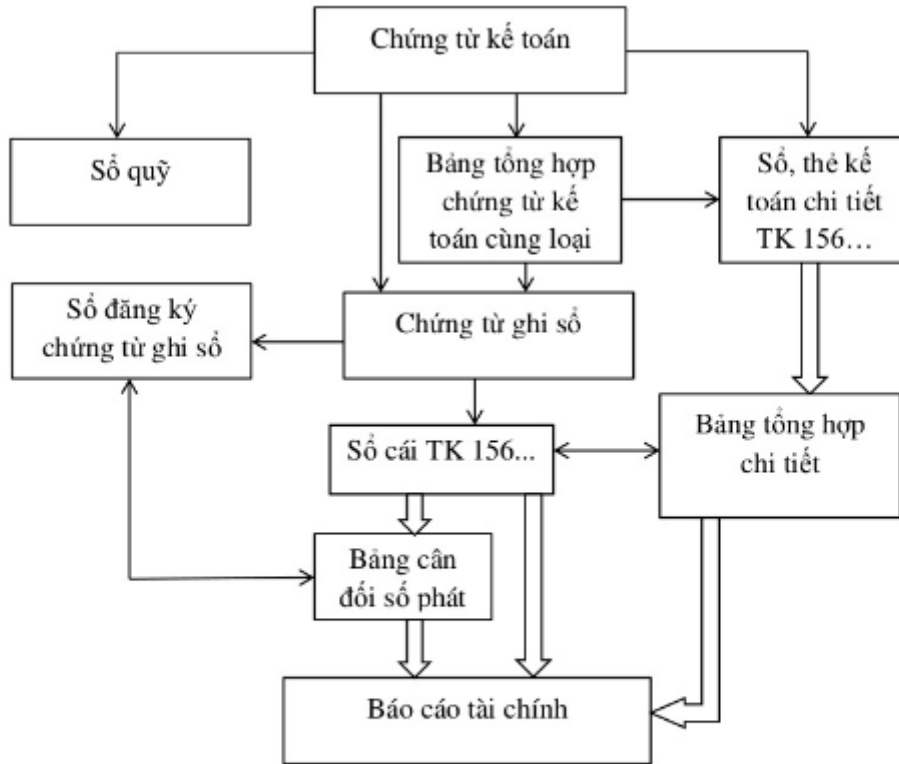 Chứng từ kế toán
Sổ quỹ
Bảng tổng hợp
chứng từ kế
toán cùng loại
Sổ, thẻ kế
toán chi tiết
TK 156…
Sổ đăng ký
chứng từ ghi sổ
Chứng từ ghi sổ
Sổ cái TK 156...
Bảng tổng hợp
chi tiết
Bảng cân
đối số phát
Báo cáo tài chính